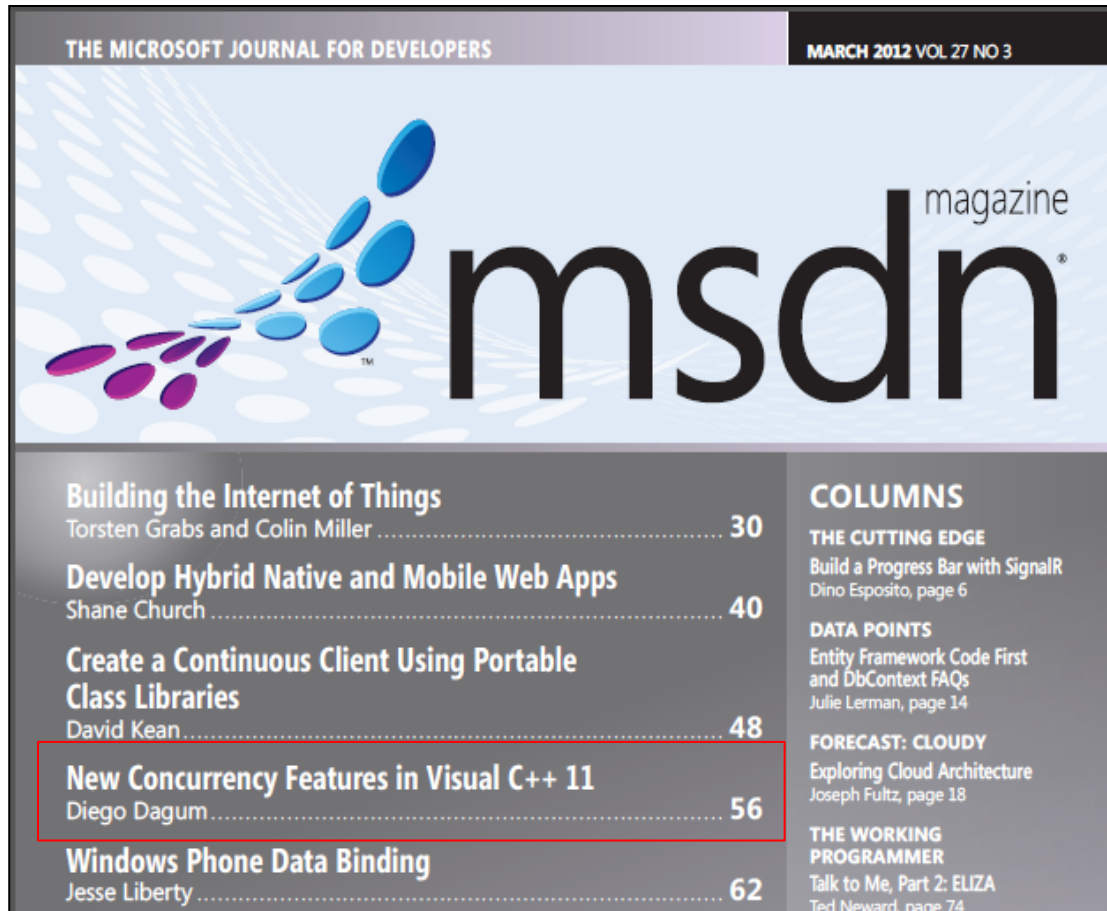 THE MICROSOFT JOURNAL FOR DEVELOPERS
MARCH 2012 VOL 27 NO 3
magazine
msdn®
TM
Building the Internet of Things
Torsten Grabs and Colin Miller ........................................................ 30
Develop Hybrid Native and Mobile Web Apps
Shane Church ........................................................ 40
Create a Continuous Client Using Portable
Class Libraries
David Kean ........................................................ 48
New Concurrency Features in Visual C++ 11
Diego Dagum ........................................................ 56
Windows Phone Data Binding
Jesse Liberty ........................................................ 62
COLUMNS
THE CUTTING EDGE
Build a Progress Bar with SignalR
Dino Esposito, page 6
DATA POINTS
Entity Framework Code First
and DbContext FAQs
Julie Lerman, page 14
FORECAST: CLOUDY
Exploring Cloud Architecture
Joseph Fultz, page 18
THE WORKING
PROGRAMMER
Talk to Me, Part 2: ELIZA
Ted Neward, page 74